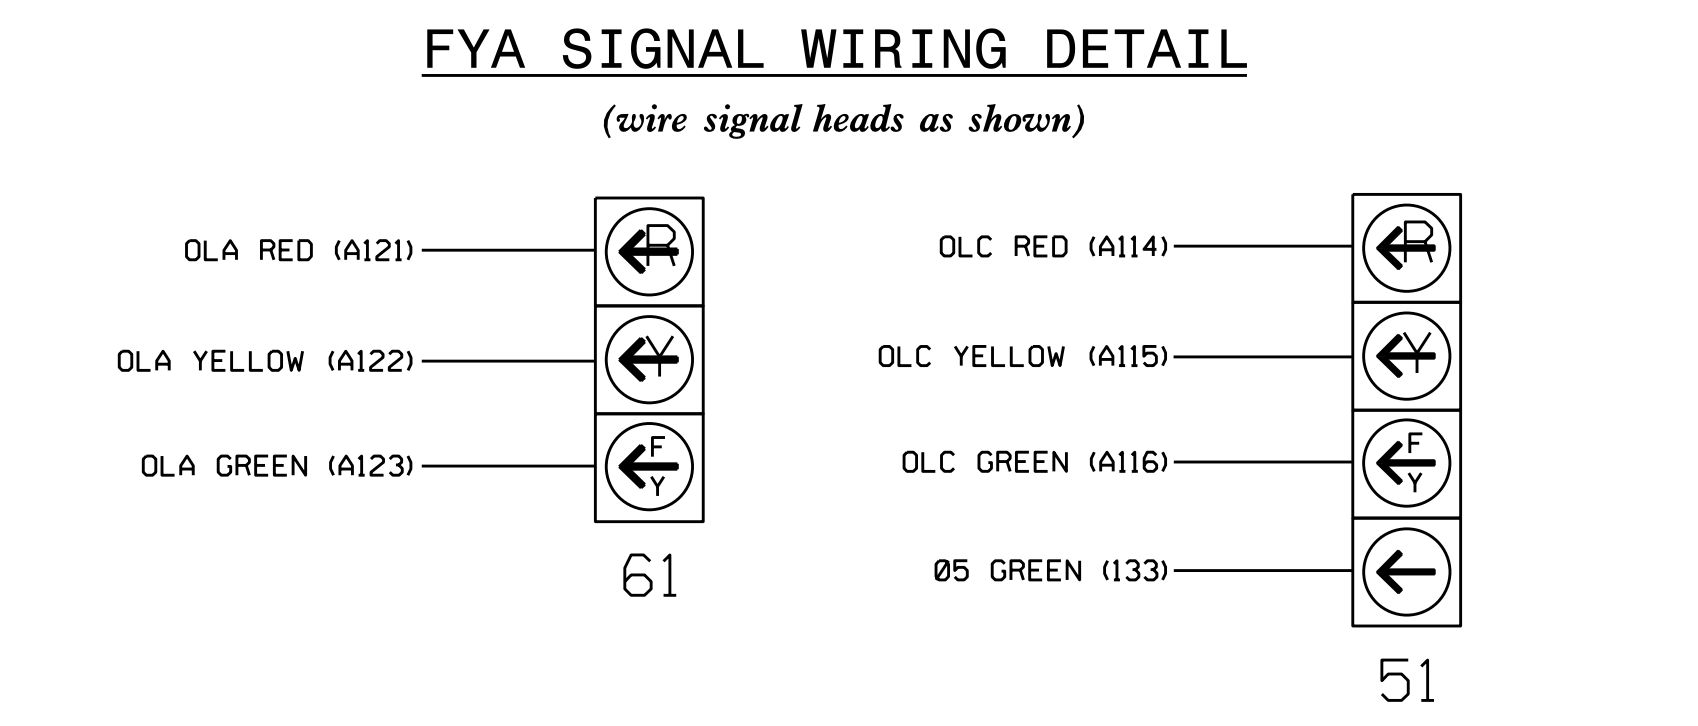 FYA SIGNAL WIRING DETAIL
(wire signal heads as shown)
OLA RED (A121)
R
OLA YELLOW (A122)
Y
OLA GREEN (A123)
F
Y
61
OLC RED (A114)
R
OLC YELLOW (A115)
Y
OLC GREEN (A116)
F
Y
Ø5 GREEN (133)
51